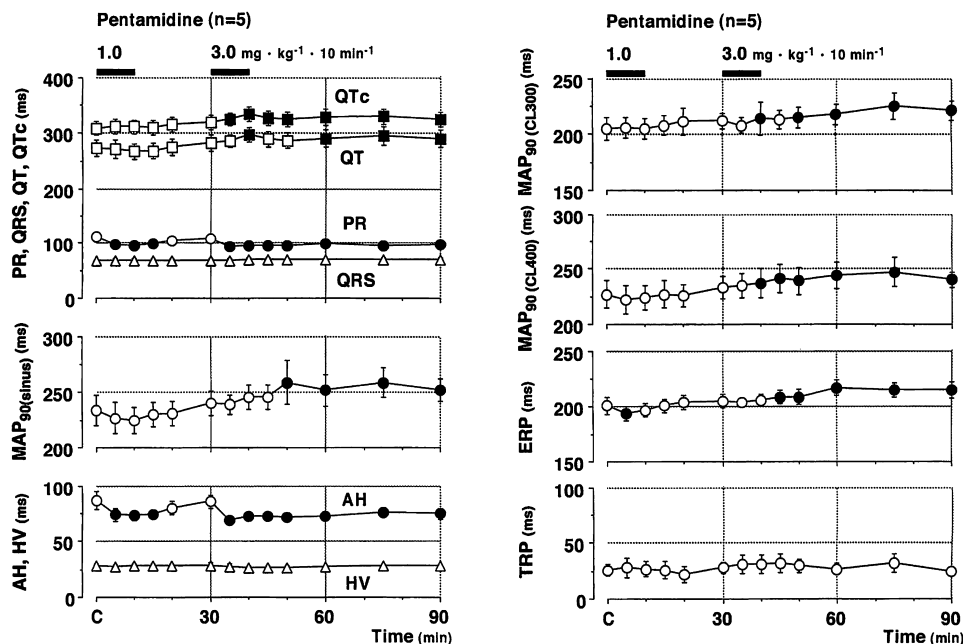 Pentamidine (n=5)
1.0
3.0 mg · kg⁻¹ · 10 min⁻¹
PR, QRS, QT, QTc (ms)
400
300
200
100
0
QTc
QT
PR
QRS
MAP90(sinus) (ms)
300
250
200
AH, HV (ms)
100
50
0
AH
HV
C 30 60 90
Time (min)
Pentamidine (n=5)
1.0
3.0 mg · kg⁻¹ · 10 min⁻¹
MAP90 (CL300) (ms)
250
200
150
MAP90 (CL400) (ms)
300
250
200
ERP (ms)
250
200
150
TRP (ms)
100
50
0
C 30 60 90
Time (min)